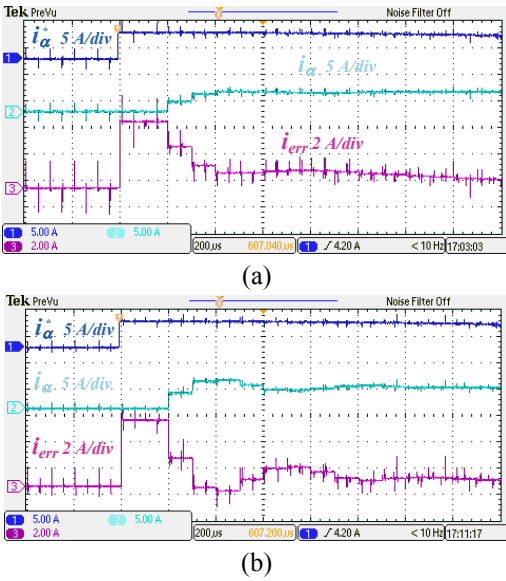 Tek PreVu Noise Filter Off
i*α 5 A/div
iα 5 A/div
ierr 2 A/div
1
2
3
1 5.00 A 2 5.00 A
3 2.00 A 200µs 607.040µs 1 4.20 A < 10 Hz 17:03:03
(a)
Tek PreVu Noise Filter Off
i*α 5 A/div
1
iα 5 A/div
2
ierr 2 A/div
3
1 5.00 A 2 5.00 A
3 2.00 A 200µs 607.200µs 1 4.20 A < 10 Hz 17:11:17
(b)